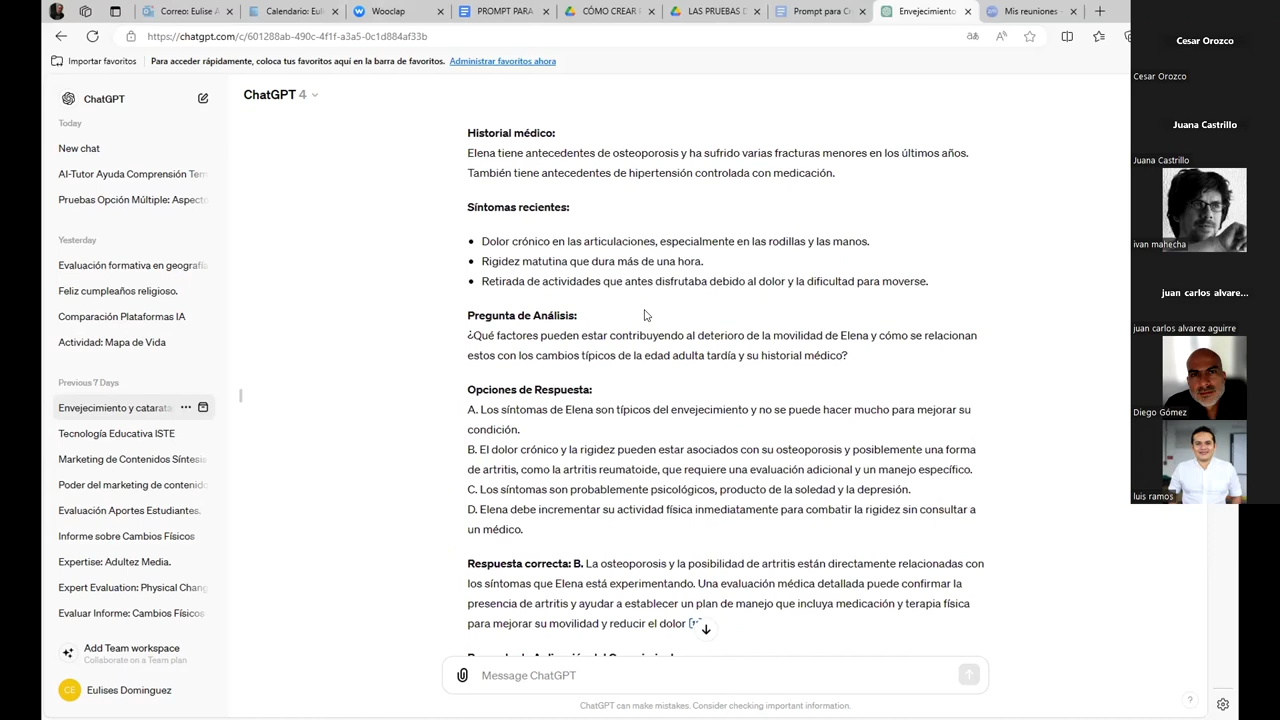 Correo: Eulise A
Calendario: Euli
Wooclap
PROMPT PARA
CÓMO CREAR
LAS PRUEBAS D
Prompt para C
Envejecimiento
Mis reuniones -
https://chatgpt.com/c/601288ab-490c-4f1f-a3a5-0c1d884af33b
Importar favoritos
Para acceder rápidamente, coloca tus favoritos aquí en la barra de favoritos. Administrar favoritos ahora
ChatGPT
Today
New chat
AI-Tutor Ayuda Comprensión Tem
Pruebas Opción Múltiple: Aspecto
Yesterday
Evaluación formativa en geografía
Feliz cumpleaños religioso.
Comparación Plataformas IA
Actividad: Mapa de Vida
Previous 7 Days
Envejecimiento y catarata
Tecnología Educativa ISTE
Marketing de Contenidos Síntesis
Poder del marketing de contenido
Evaluación Aportes Estudiantes.
Informe sobre Cambios Físicos
Expertise: Adultez Media.
Expert Evaluation: Physical Chang
Evaluar Informe: Cambios Físicos
Add Team workspace
Collaborate on a Team plan
CE
Eulises Dominguez
ChatGPT 4
Historial médico:
Elena tiene antecedentes de osteoporosis y ha sufrido varias fracturas menores en los últimos años.
También tiene antecedentes de hipertensión controlada con medicación.
Síntomas recientes:
• Dolor crónico en las articulaciones, especialmente en las rodillas y las manos.
• Rigidez matutina que dura más de una hora.
• Retirada de actividades que antes disfrutaba debido al dolor y la dificultad para moverse.
Pregunta de Análisis:
¿Qué factores pueden estar contribuyendo al deterioro de la movilidad de Elena y cómo se relacionan
estos con los cambios típicos de la edad adulta tardía y su historial médico?
Opciones de Respuesta:
A. Los síntomas de Elena son típicos del envejecimiento y no se puede hacer mucho para mejorar su
condición.
B. El dolor crónico y la rigidez pueden estar asociados con su osteoporosis y posiblemente una forma
de artritis, como la artritis reumatoide, que requiere una evaluación adicional y un manejo específico.
C. Los síntomas son probablemente psicológicos, producto de la soledad y la depresión.
D. Elena debe incrementar su actividad física inmediatamente para combatir la rigidez sin consultar a
un médico.
Respuesta correcta: B. La osteoporosis y la posibilidad de artritis están directamente relacionadas con
los síntomas que Elena está experimentando. Una evaluación médica detallada puede confirmar la
presencia de artritis y ayudar a establecer un plan de manejo que incluya medicación y terapia física
para mejorar su movilidad y reducir el dolor
Message ChatGPT
ChatGPT can make mistakes. Consider checking important information.
?
Cesar Orozco
Cesar Orozco
Juana Castrillo
Juana Castrillo
ivan mahecha
juan carlos alvare...
juan carlos alvarez aguirre
Diego Gómez
luis ramos